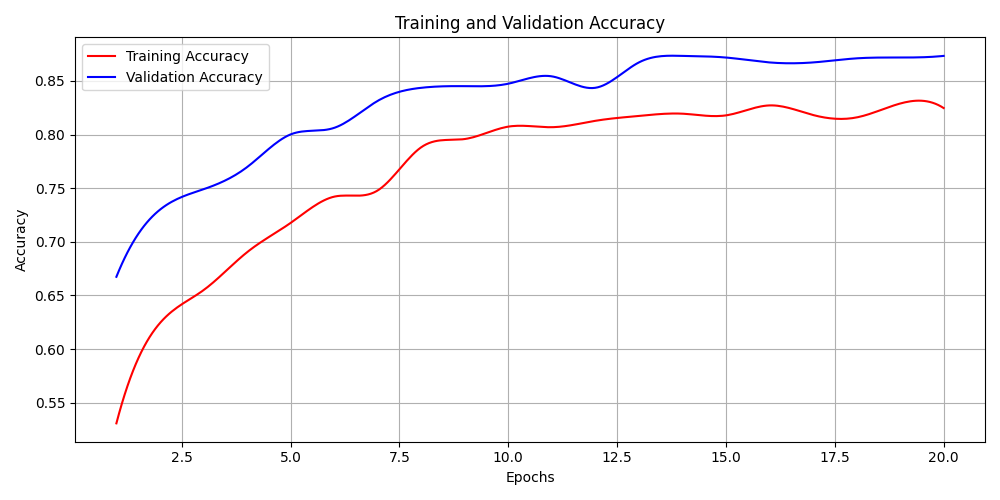 Training and Validation Accuracy
Training Accuracy
Validation Accuracy
0.85
0.80
0.75
0.70
0.65
0.60
0.55
Accuracy
2.5 5.0 7.5 10.0 12.5 15.0 17.5 20.0
Epochs